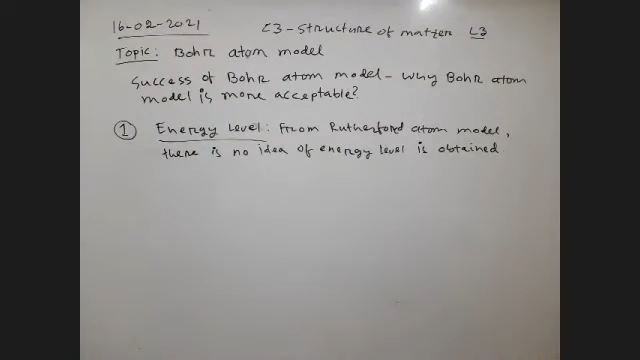 16-02-2021 C3-Structure of matter L3
Topic: Bohr atom model
Success of Bohr atom model - Why Bohr atom
model is more acceptable?
① Energy level: From Rutherford atom model,
there is no idea of energy level is obtained